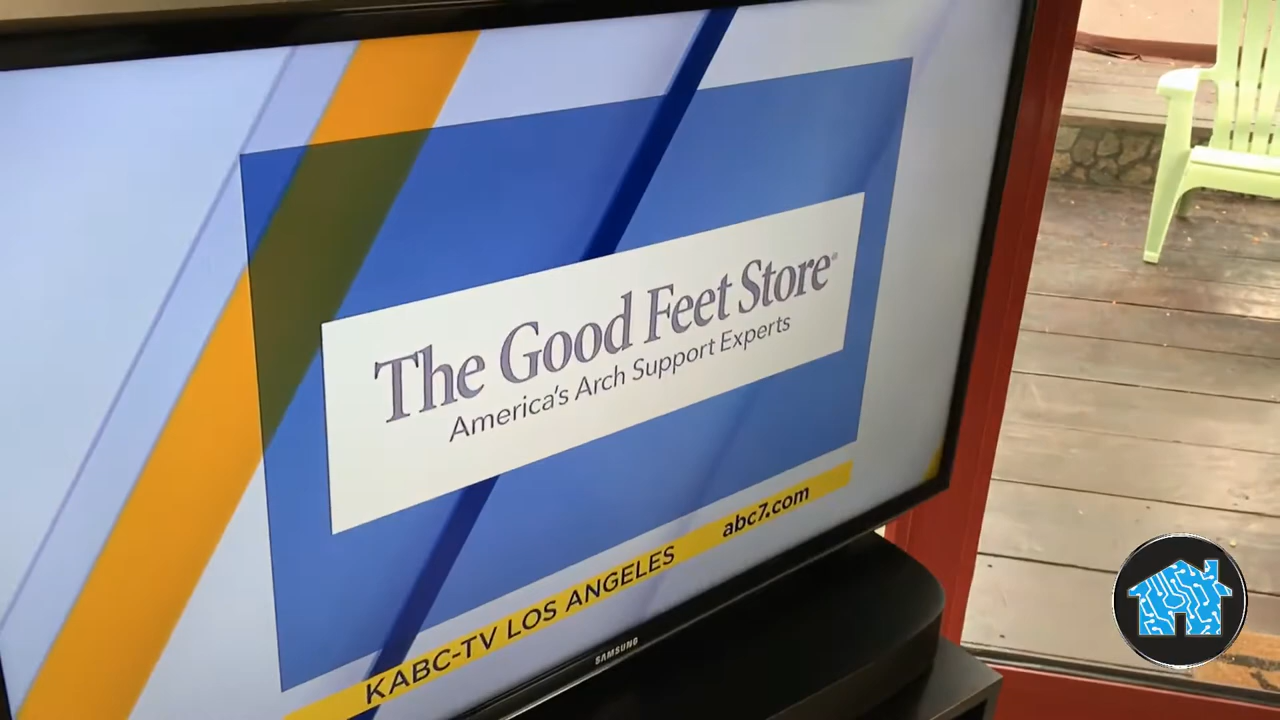 The Good Feet Store®
America's Arch Support Experts
abc7.com
KABC-TV LOS ANGELES
SAMSUNG